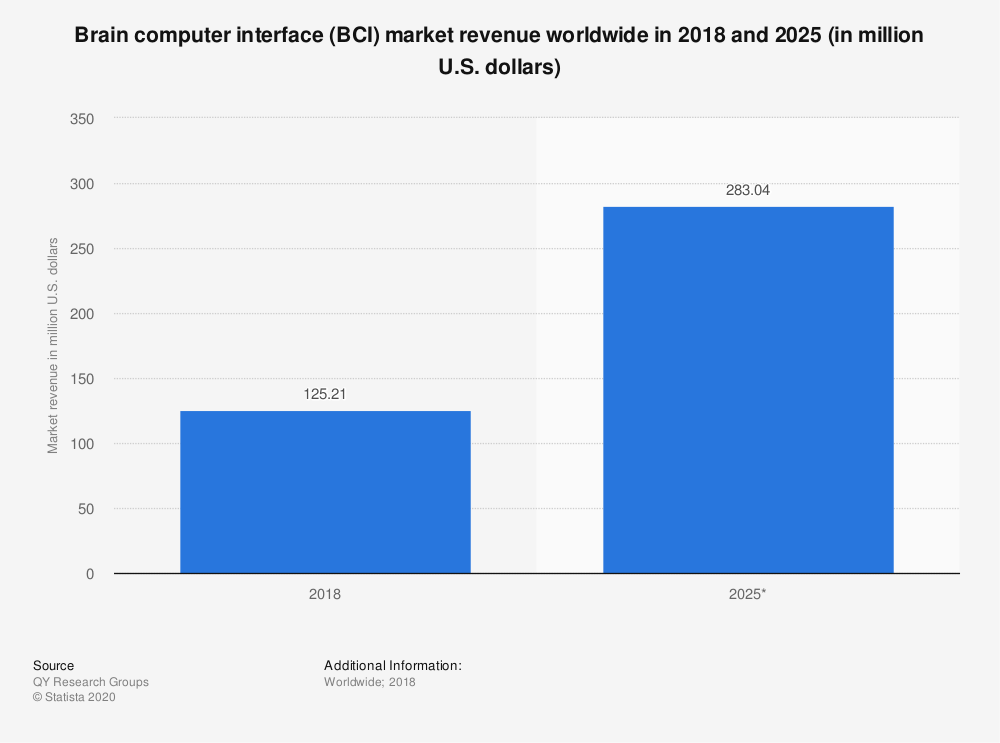 Brain computer interface (BCI) market revenue worldwide in 2018 and 2025 (in million
U.S. dollars)
Market revenue in million U.S. dollars
350
300
250
200
150
100
50
0
125.21
283.04
2018
2025*
Source
QY Research Groups
© Statista 2020
Additional Information:
Worldwide; 2018